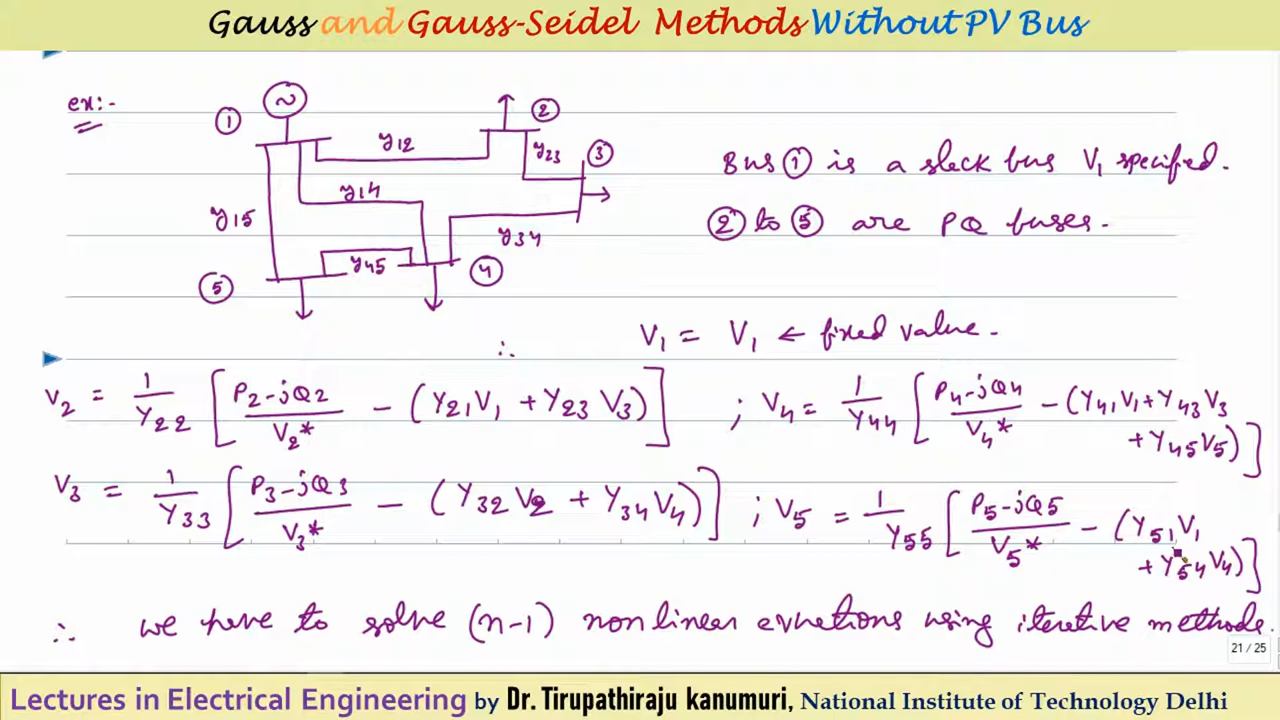 Gauss and Gauss-Seidel Methods Without PV Bus
ex:-
①
~
②
③
④
⑤
y12
y23
y14
y15
y34
y45
Bus ① is a slack bus V1 specified.
② to ⑤ are PQ buses.
∴ V1 = V1 ← fixed value.
V2 = 1/Y22 [ P2-jQ2 / V2* - (Y21V1 + Y23 V3) ] ; V4 = 1/Y44 [ P4-jQ4 / V4* - (Y41V1 + Y43V3 + Y45V5) ]
V3 = 1/Y33 [ P3-jQ3 / V3* - (Y32 V2 + Y34V4) ] ; V5 = 1/Y55 [ P5-jQ5 / V5* - (Y51V1 + Y54V4) ]
∴ we have to solve (n-1) nonlinear equations using iterative methods.
21 / 25
Lectures in Electrical Engineering by Dr. Tirupathiraju kanumuri, National Institute of Technology Delhi